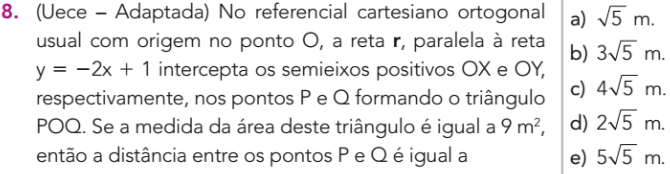 8. (Uece – Adaptada) No referencial cartesiano ortogonal
usual com origem no ponto O, a reta r, paralela à reta
y = −2x + 1 intercepta os semieixos positivos OX e OY,
respectivamente, nos pontos P e Q formando o triângulo
POQ. Se a medida da área deste triângulo é igual a 9 m², 
então a distância entre os pontos P e Q é igual a
a) √5 m.
b) 3√5 m.
c) 4√5 m.
d) 2√5 m.
e) 5√5 m.